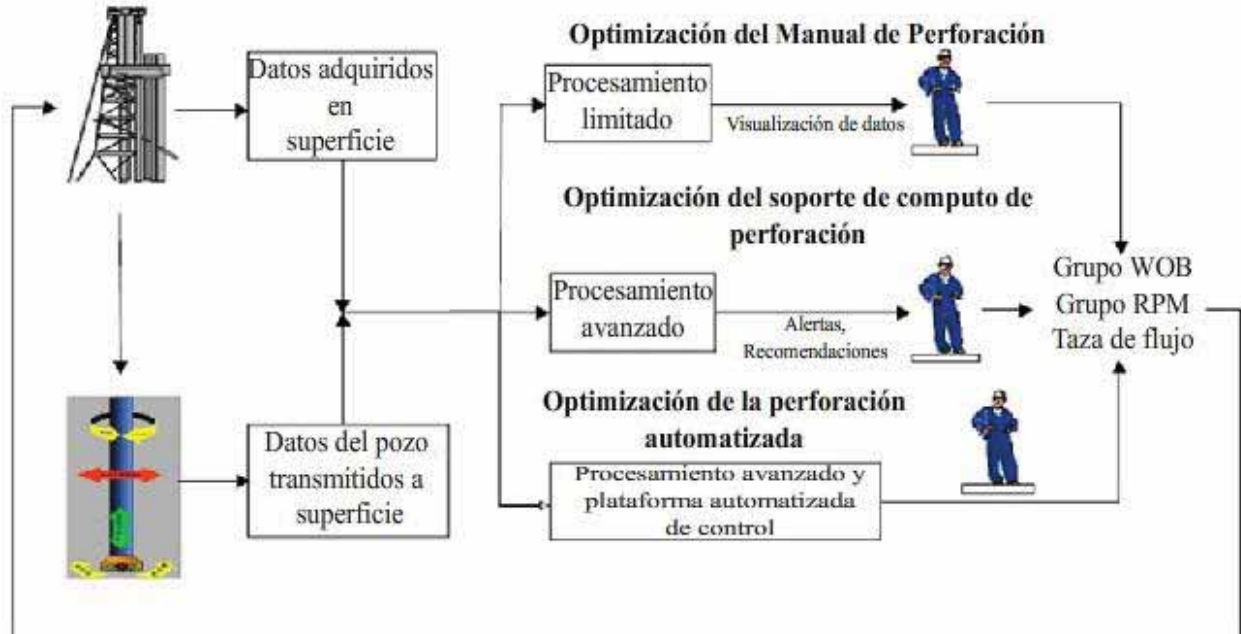 Optimización del Manual de Perforación
Datos adquiridos
en
superficie
Procesamiento
limitado
Visualización de datos
Optimización del soporte de computo de
perforación
Procesamiento
avanzado
Alertas,
Recomendaciones
Grupo WOB
Grupo RPM
Taza de flujo
Optimización de la perforación
automatizada
Datos del pozo
transmitidos a
superficie
Procesamiento avanzado y
plataforma automatizada
de control